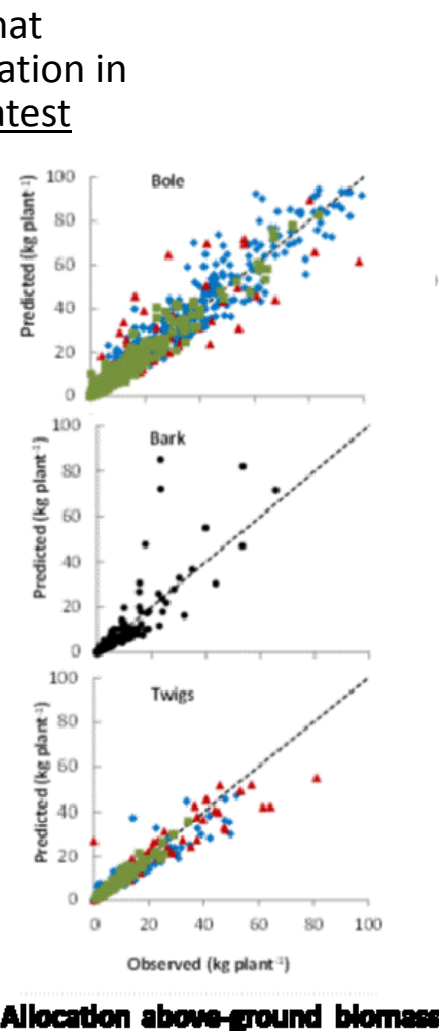 hat
ation in
ntest
100
Bole
80
60
40
20
0
Predicted (kg plant⁻¹)
100
Bark
80
60
40
20
0
Predicted (kg plant⁻¹)
100
Twigs
80
60
40
20
0
Predicted (kg plant⁻¹)
0 20 40 60 80 100
Observed (kg plant⁻¹)
Allocation above-ground biomass